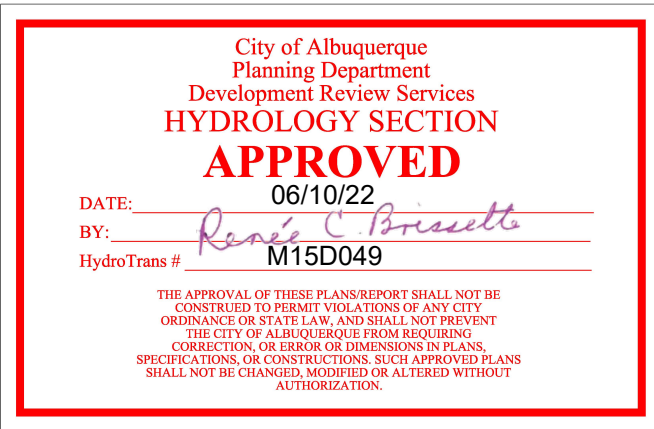 City of Albuquerque
Planning Department
Development Review Services
HYDROLOGY SECTION
APPROVED
DATE: 06/10/22
BY: Renée C. Brissette
HydroTrans # M15D049
THE APPROVAL OF THESE PLANS/REPORT SHALL NOT BE
CONSTRUED TO PERMIT VIOLATIONS OF ANY CITY
ORDINANCE OR STATE LAW, AND SHALL NOT PREVENT
THE CITY OF ALBUQUERQUE FROM REQUIRING
CORRECTION, OR ERROR OR DIMENSIONS IN PLANS,
SPECIFICATIONS, OR CONSTRUCTIONS. SUCH APPROVED PLANS
SHALL NOT BE CHANGED, MODIFIED OR ALTERED WITHOUT
AUTHORIZATION.